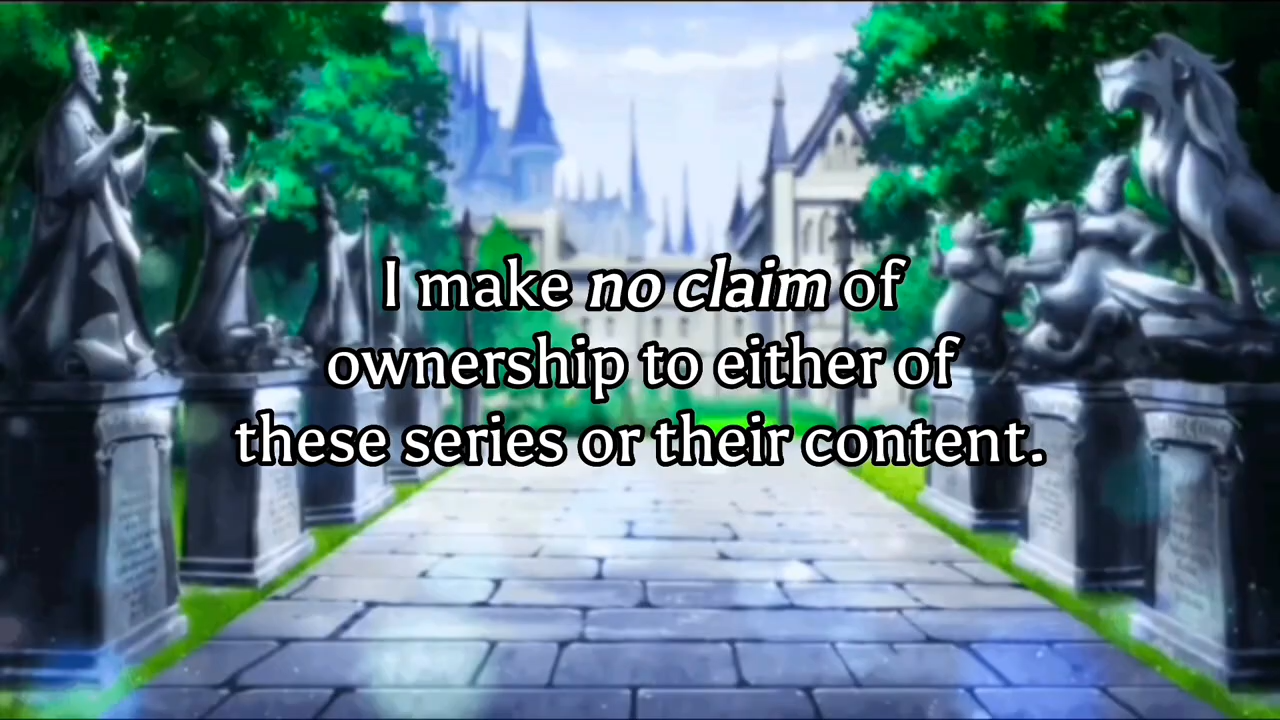 I make no claim of
ownership to either of
these series or their content.